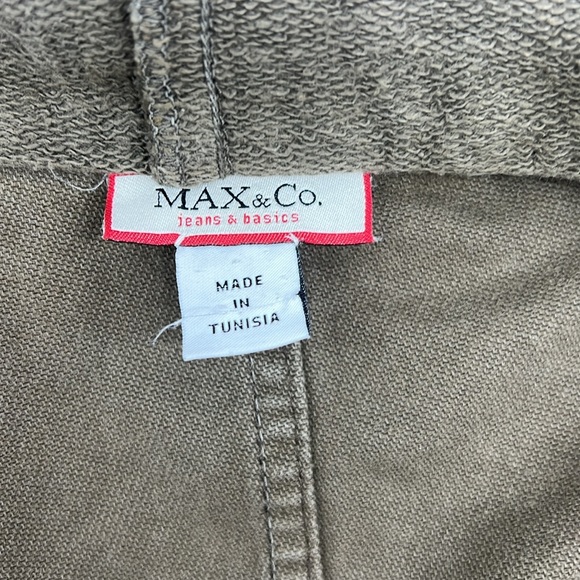 MAX&Co.
jeans & basics
MADE
IN
TUNISIA